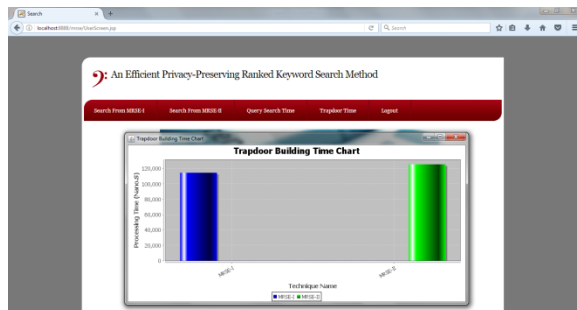 Search
localhost:8888/mrse/UserScreen.jsp
Search
An Efficient Privacy-Preserving Ranked Keyword Search Method
Search From MRSE-I Search From MRSE-II Query Search Time Trapdoor Time Logout
Trapdoor Building Time Chart
Trapdoor Building Time Chart
Processing Time (NanoS)
125,000
100,000
80,000
60,000
40,000
20,000
0
MRSE-I MRSE-II
Technique Name
MRSE-I MRSE-II